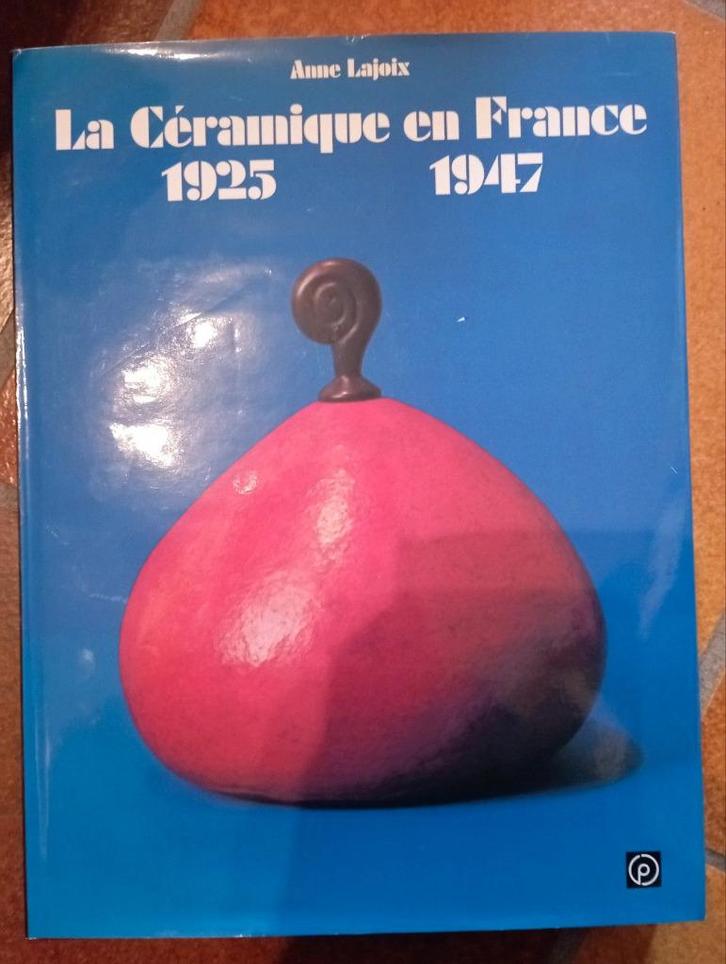 Anne Lajoix
La Céramique en France
1925 1947
p